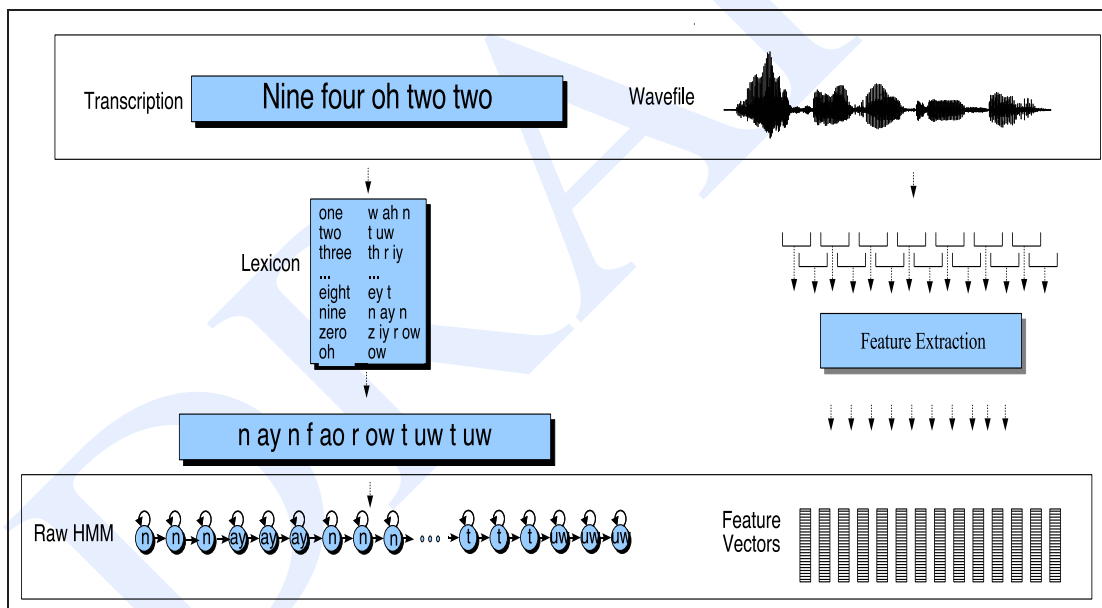 Transcription
Nine four oh two two
Wavefile
Lexicon
one w ah n
two t uw
three th r iy
... ...
eight ey t
nine n ay n
zero z iy r ow
oh ow
Feature Extraction
n ay n f ao r ow t uw t uw
Raw HMM
n n n ay ay ay n n n t t t uw uw uw
Feature
Vectors
DRAF